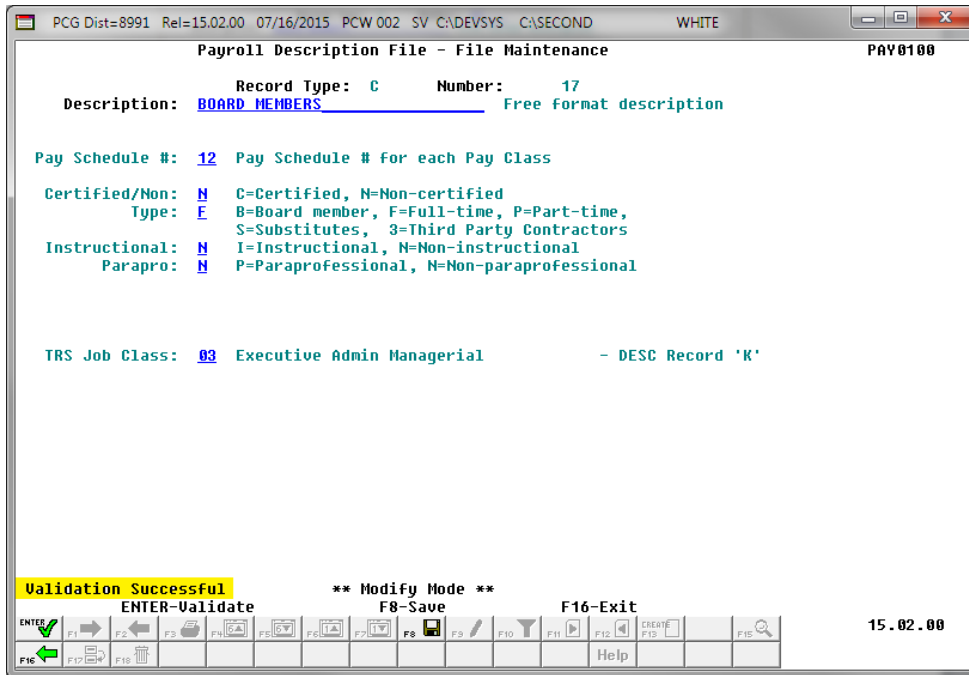 PCG Dist=8991 Rel=15.02.00 07/16/2015 PCW 002 SV C:\DEVSYS C:\SECOND WHITE
Payroll Description File - File Maintenance PAY0100
Record Type: C Number: 17
Description: BOARD MEMBERS Free format description
Pay Schedule #: 12 Pay Schedule # for each Pay Class
Certified/Non: N C=Certified, N=Non-certified
Type: F B=Board member, F=Full-time, P=Part-time,
S=Substitutes, 3=Third Party Contractors
Instructional: N I=Instructional, N=Non-instructional
Parapro: N P=Paraprofessional, N=Non-paraprofessional
TRS Job Class: 03 Executive Admin Managerial - DESC Record 'K'
Validation Successful ** Modify Mode **
ENTER-Validate F8-Save F16-Exit
ENTER F1 F2 F3 F4 F5 F6 F7 F8 F9 F10 F11 F12 CREATE F13 F15 15.02.00
F16 F17 F18 Help